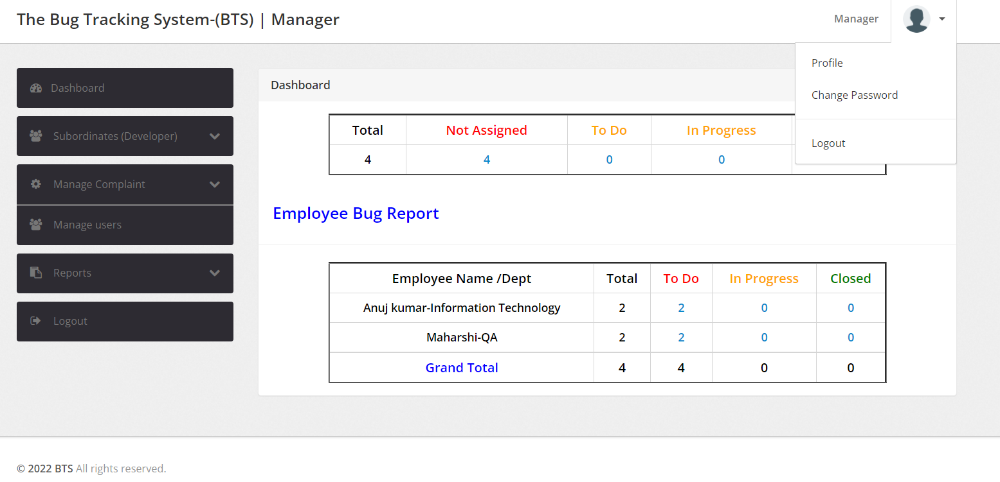 The Bug Tracking System-(BTS) | Manager
Manager
Profile
Change Password
Logout
Dashboard
Subordinates (Developer)
Manage Complaint
Manage users
Reports
Logout
Dashboard
Total Not Assigned To Do In Progress
4 4 0 0
Employee Bug Report
Employee Name /Dept Total To Do In Progress Closed
Anuj kumar-Information Technology 2 2 0 0
Maharshi-QA 2 2 0 0
Grand Total 4 4 0 0
© 2022 BTS All rights reserved.